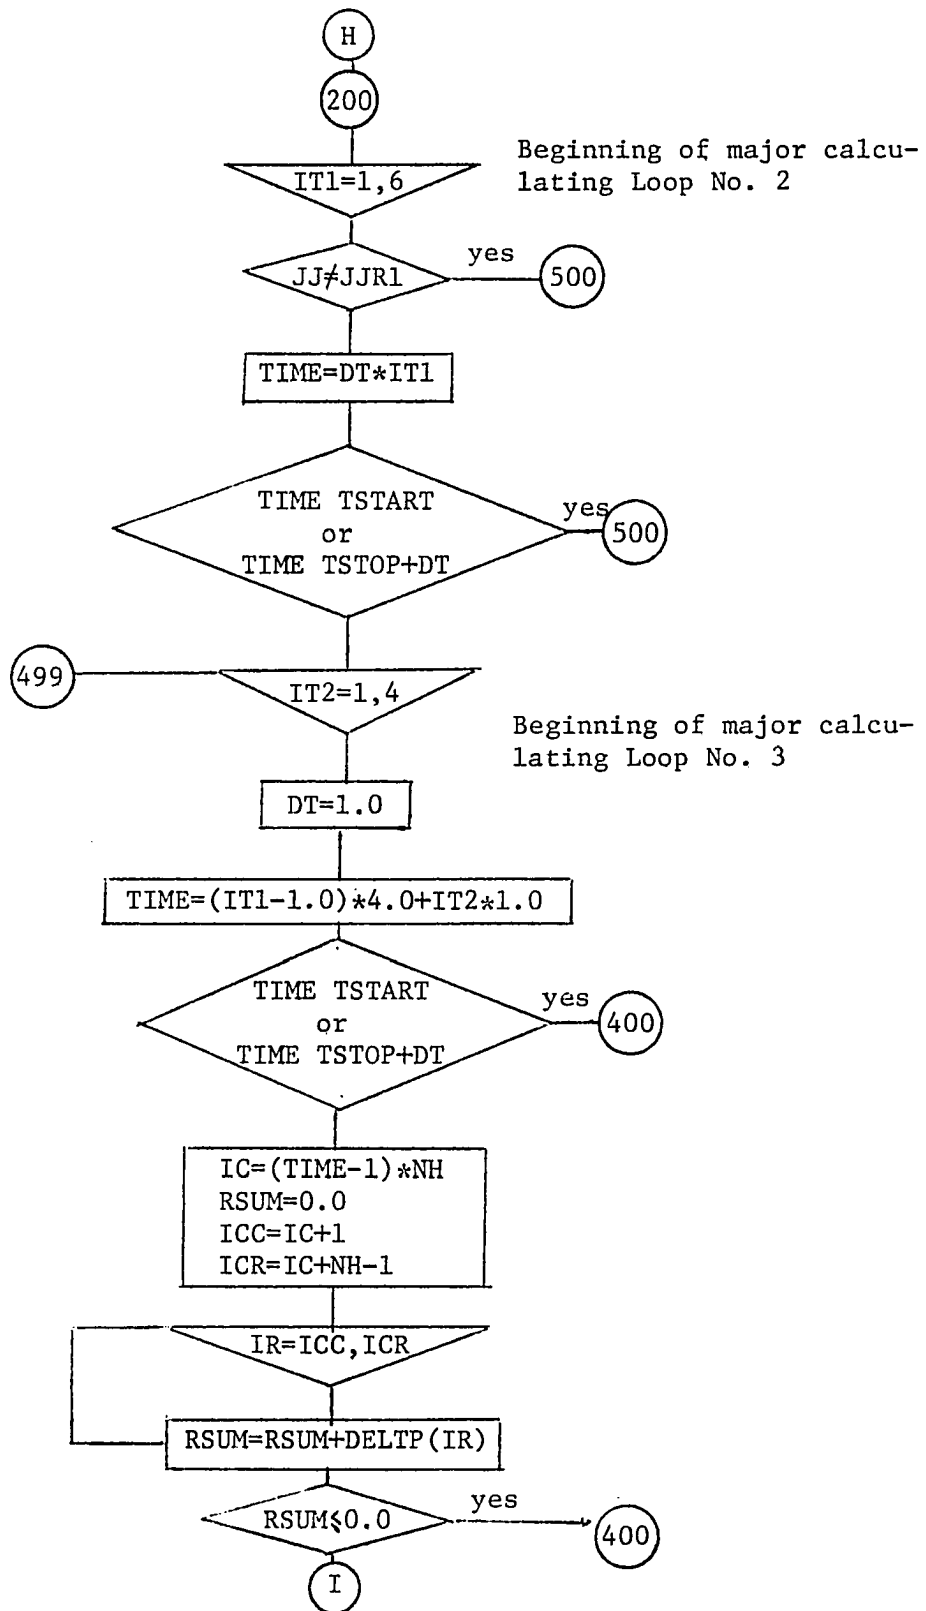 H
200
Beginning of major calcu-
lating Loop No. 2
IT1=1,6
JJ≠JJR1
yes
500
TIME=DT*IT1
TIME TSTART
or
TIME TSTOP+DT
yes
500
499
IT2=1,4
Beginning of major calcu-
lating Loop No. 3
DT=1.0
TIME=(IT1-1.0)*4.0+IT2*1.0
TIME TSTART
or
TIME TSTOP+DT
yes
400
IC=(TIME-1)*NH
RSUM=0.0
ICC=IC+1
ICR=IC+NH-1
IR=ICC,ICR
RSUM=RSUM+DELTP(IR)
RSUM≤0.0
yes
400
I